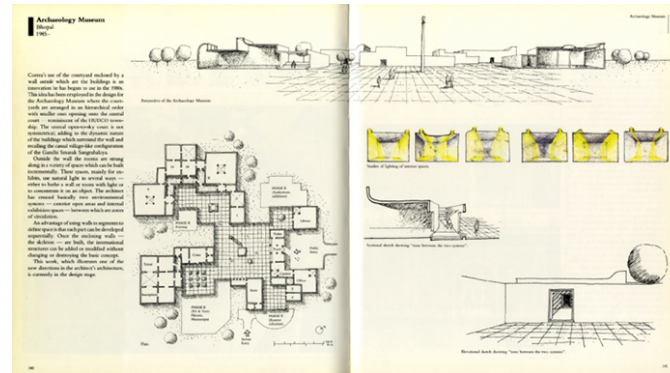 Archaeology Museum
Bhopal
1985–
Correa's use of the courtyard enclosed by a
wall outside which are the buildings is an
innovation he has begun to use in the 1980s.
This idea has been employed in the design for
the Archaeology Museum where the court-
yards are arranged in an hierarchical order
with smaller ones opening onto the central
court — reminiscent of the HUDCO town-
ship. The central open-to-sky court is not
symmetrical, adding to the dynamic nature
of the buildings which surround the wall and
recalling the casual village-like configuration
of the Gandhi Smarak Sangrahalaya.
Outside the wall the rooms are strung
along in a variety of spaces which can be built
incrementally. These spaces, mainly for ex-
hibits, use natural light in several ways —
either to bathe a wall or room with light or
to concentrate it on an object. The architect
has created basically two environmental
systems — exterior open areas and internal
exhibition spaces — between which are zones
of circulation.
An advantage of using walls in segments to
define space is that each part can be developed
sequentially. Once the enclosing walls —
the skeleton — are built, the international
structures can be added or modified without
changing or destroying the basic concept.
This work, which illustrates one of the
new directions in the architect's architecture,
is currently in the design stage.
Perspective of the Archaeology Museum
Plan
Archaeology Museum
Studies of lighting of interior spaces
Sectional sketch showing "zone between the two systems".
Elevational sketch showing "zone between the two systems".